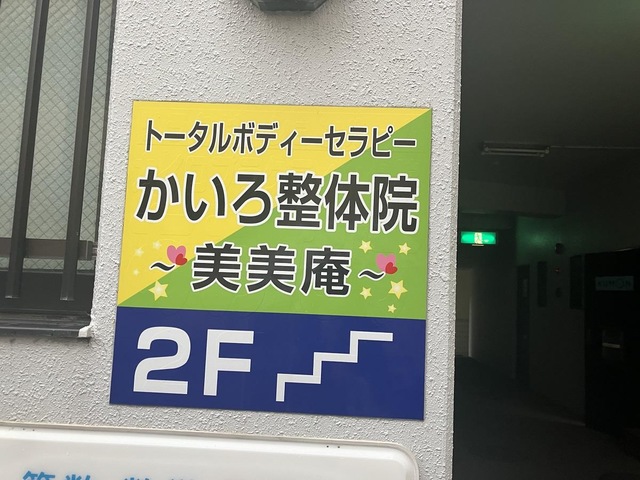 トータルボディーセラピー
かいろ整体院
～美美庵～
2F